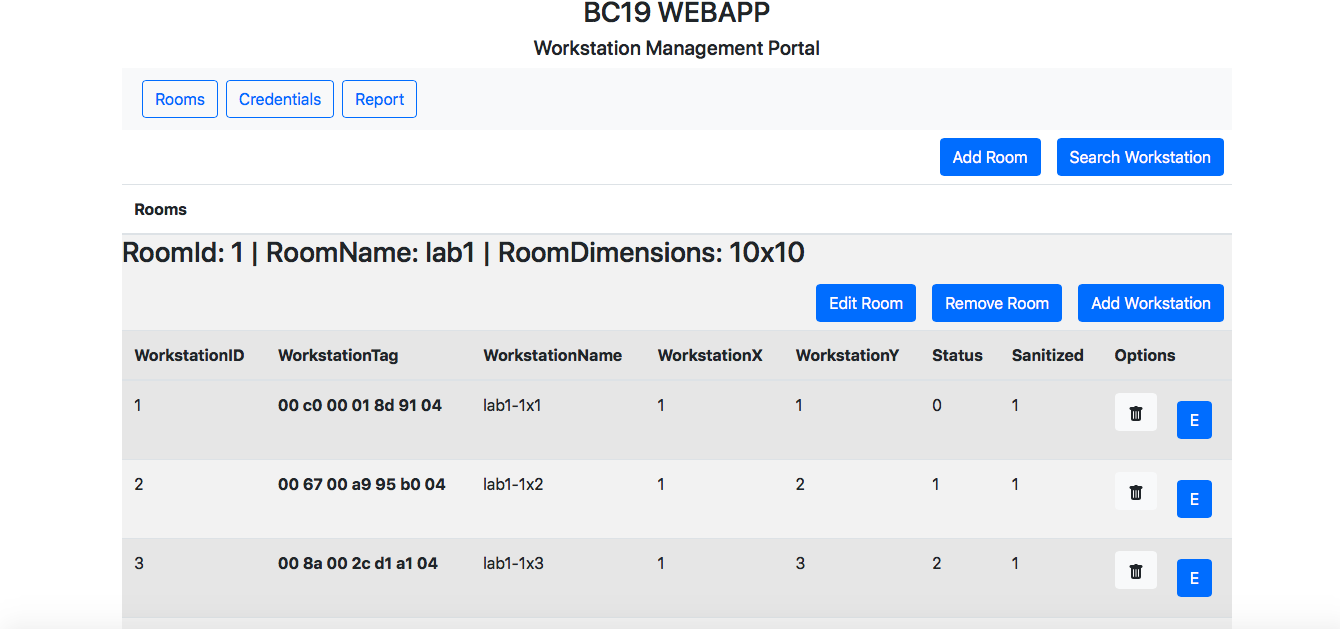 BC19 WEBAPP
Workstation Management Portal
Rooms Credentials Report
Add Room Search Workstation
Rooms
RoomId: 1 | RoomName: lab1 | RoomDimensions: 10x10
Edit Room Remove Room Add Workstation
WorkstationID WorkstationTag WorkstationName WorkstationX WorkstationY Status Sanitized Options
1 00 c0 00 01 8d 91 04 lab1-1x1 1 1 0 1 E
2 00 67 00 a9 95 b0 04 lab1-1x2 1 2 1 1 E
3 00 8a 00 2c d1 a1 04 lab1-1x3 1 3 2 1 E